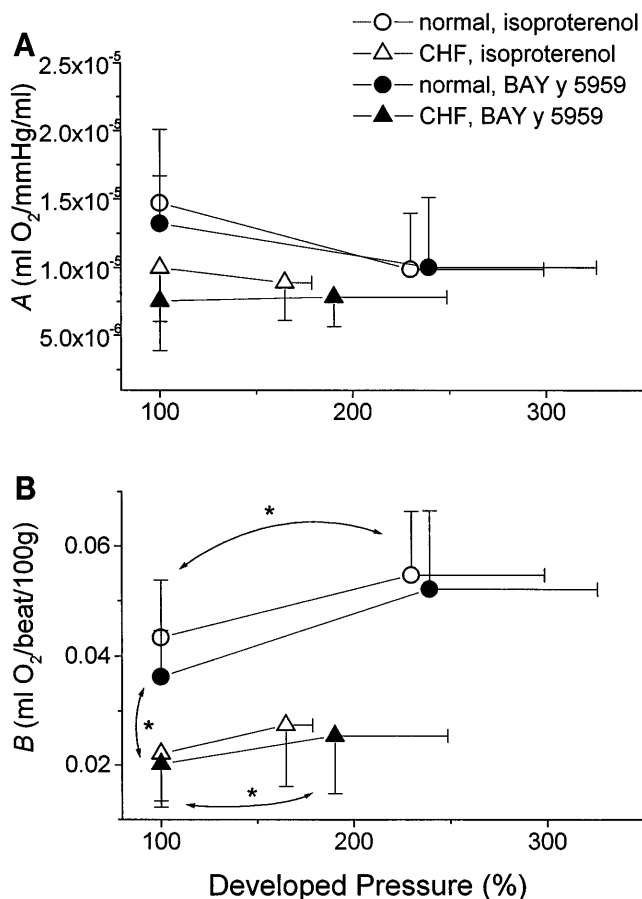 normal, isoproterenol
CHF, isoproterenol
normal, BAY y 5959
CHF, BAY y 5959
A
2.5x10⁻⁵
2.0x10⁻⁵
1.5x10⁻⁵
1.0x10⁻⁵
5.0x10⁻⁶
A (ml O₂/mmHg/ml)
100
200
300
B
0.06
0.04
0.02
B (ml O₂/beat/100g)
*
*
*
100
200
300
Developed Pressure (%)